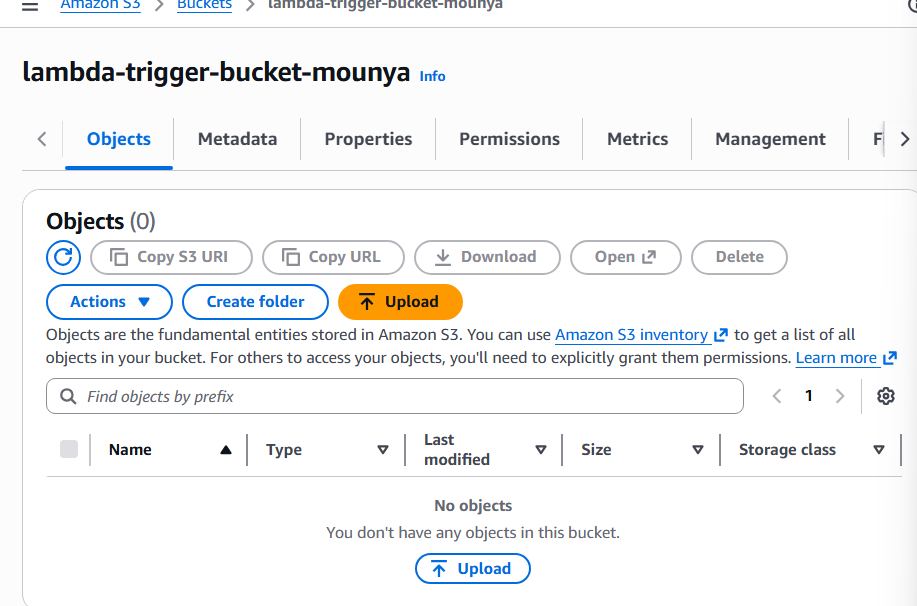 Amazon S3 > Buckets > lambda-trigger-bucket-mounya
lambda-trigger-bucket-mounya Info
Objects Metadata Properties Permissions Metrics Management
Objects (0)
Copy S3 URI Copy URL Download Open Delete
Actions Create folder Upload
Objects are the fundamental entities stored in Amazon S3. You can use Amazon S3 inventory to get a list of all
objects in your bucket. For others to access your objects, you'll need to explicitly grant them permissions. Learn more
Find objects by prefix 1
Name Type Last modified Size Storage class
No objects
You don't have any objects in this bucket.
Upload